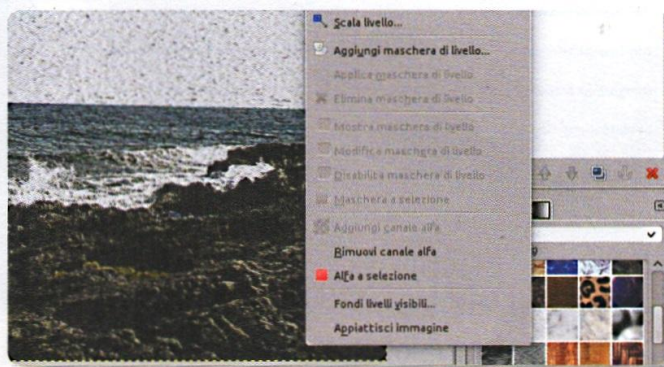 Scala livello...
Aggiungi maschera di livello...
Applica maschera di livello
Elimina maschera di livello
Mostra maschera di livello
Modifica maschera di livello
Disabilita maschera di livello
Maschera a selezione
Aggiungi canale alfa
Rimuovi canale alfa
Alfa a selezione
Fondi livelli visibili...
Appiattisci immagine